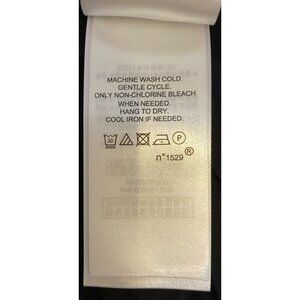 MACHINE WASH COLD.
GENTLE CYCLE.
ONLY NON-CHLORINE BLEACH
WHEN NEEDED.
HANG TO DRY.
COOL IRON IF NEEDED.
30 P
n°1529 ®